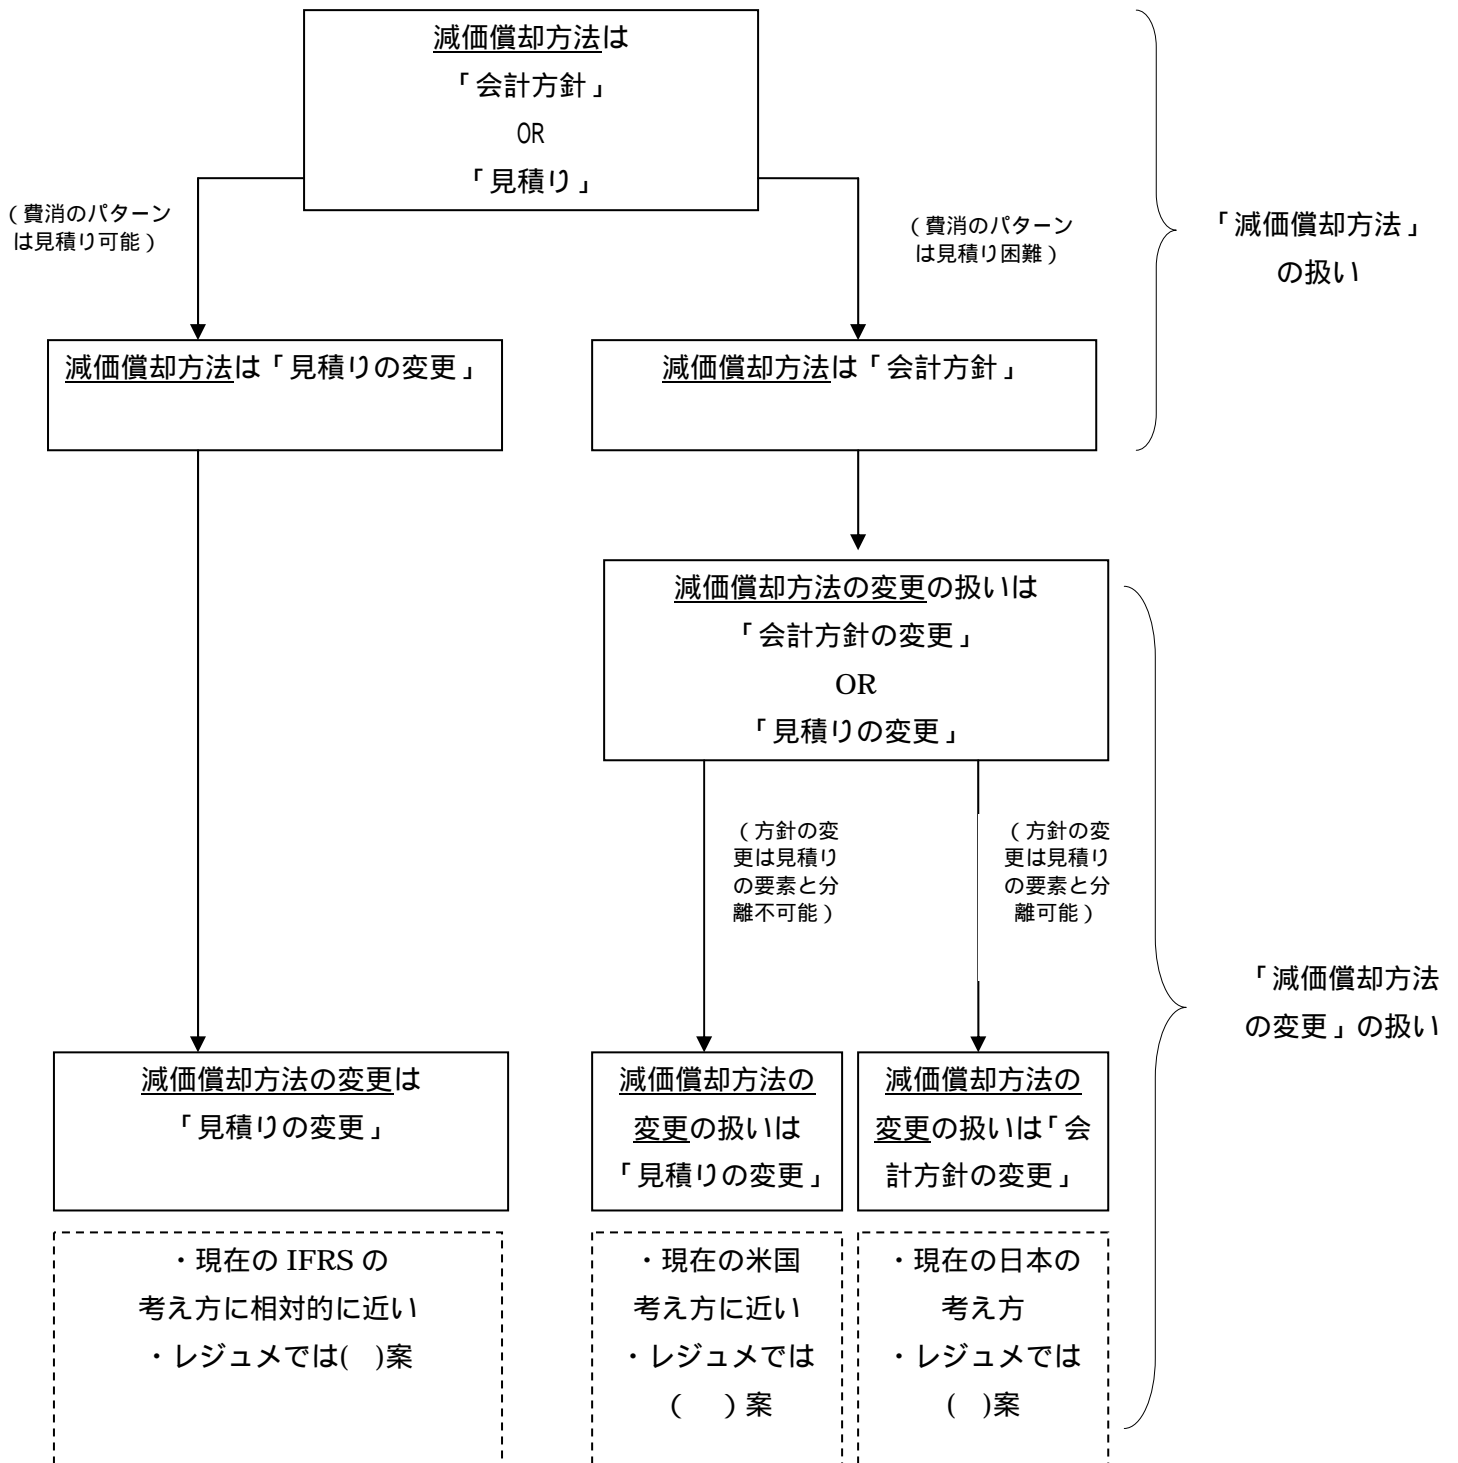 減価償却方法は
「会計方針」
OR
「見積り」
(費消のパターン
は見積り可能)
(費消のパターン
は見積り困難)
「減価償却方法」
の扱い
減価償却方法は「見積りの変更」
減価償却方法は「会計方針」
減価償却方法の変更の扱いは
「会計方針の変更」
OR
「見積りの変更」
(方針の変
更は見積り
の要素と分
離不可能)
(方針の変
更は見積り
の要素と分
離可能)
「減価償却方法
の変更」の扱い
減価償却方法の変更は
「見積りの変更」
減価償却方法の
変更の扱いは
「見積りの変更」
減価償却方法の
変更の扱いは「会
計方針の変更」
・現在の IFRS の
考え方に相対的に近い
・レジュメでは( )案
・現在の米国
考え方に近い
・レジュメでは
( )案
・現在の日本の
考え方
・レジュメでは
( )案